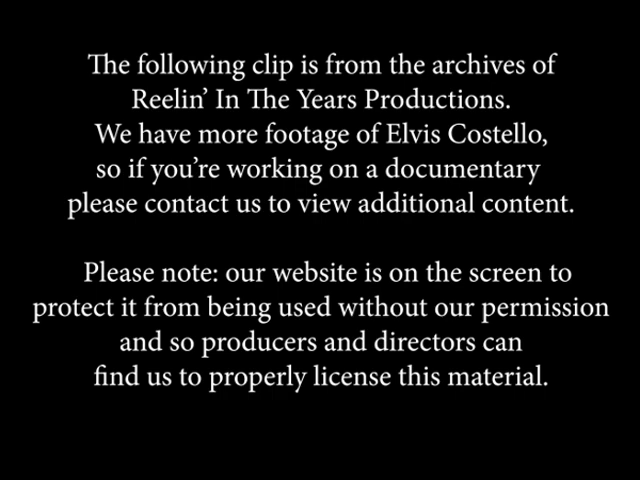 The following clip is from the archives of
Reelin’ In The Years Productions.
We have more footage of Elvis Costello,
so if you’re working on a documentary
please contact us to view additional content.
Please note: our website is on the screen to
protect it from being used without our permission
and so producers and directors can
find us to properly license this material.